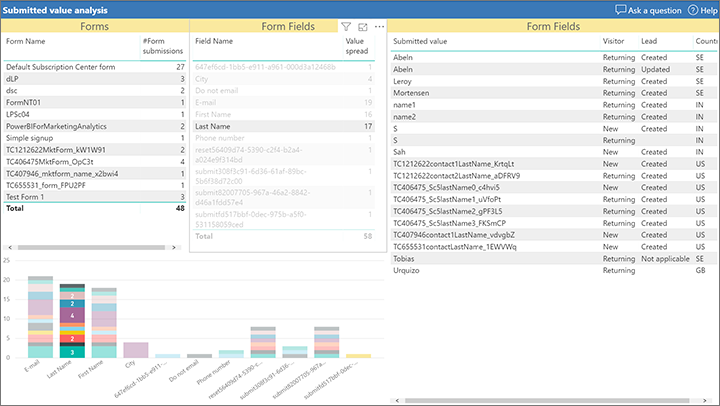 Submitted value analysis
Ask a question
Help
Forms
Form Name #Form submissions
Default Subscription Center form 27
dLP 3
dsc 2
FormNT01 1
LPSc04 1
PowerBIForMarketingAnalytics 2
Simple signup 1
TC1212622MktForm_kW1W91 2
TC406475MktForm_OpC3t 4
TC407946_mktform_name_x2bwi4 1
TC655531_form_FPU2PF 1
Test Form 1 3
Total 48
Form Fields
Field Name Value spread
647ef6cd-1bb5-e911-a961-000d3a12468b 1
City 4
Do not email 1
E-mail 19
First Name 16
Last Name 17
Phone number 1
reset56409d74-5390-c2f4-b2a4-a024e9f314bd 1
submit308f3c91-6d36-61af-89bc-5b6f38d72c00 1
submit82007705-967a-46a2-8842-d46a1fdd57e4 1
submitfd517bbf-0dec-975b-a5f0-531158059ced 1
Total 58
Form Fields
Submitted value Visitor Lead Countr
Abeln Returning Created SE
Abeln Returning Updated SE
Leroy Returning Created SE
Mortensen Returning Created SE
name1 Returning Created IN
name2 Returning Created IN
S New Created IN
S Returning IN
Sah New Created IN
TC1212622contact1LastName_KrtqLt New Created US
TC1212622contact2LastName_aDFRV9 Returning Created US
TC406475_Sc5lastName0_c4hvi5 New Created US
TC406475_Sc5lastName1_uVfoPt Returning Created US
TC406475_Sc5lastName2_gPF3L5 Returning Created US
TC406475_Sc5lastName3_FKSmCP Returning Created US
TC407946contact1LastName_vdvgbZ New Created US
TC655531contactLastName_1EWVWq New Created US
Tobias Returning Not applicable SE
Urquizo Returning GB
25
20
15
10
5
0
2
2
4
2
3
E-mail
Last Name
First Name
City
647ef6cd-1bb5-e911-...
Do not email
Phone number
reset56409d74-5390-c...
submit308f3c91-6d36-...
submit82007705-967a...
submitfd517bbf-0dec-...